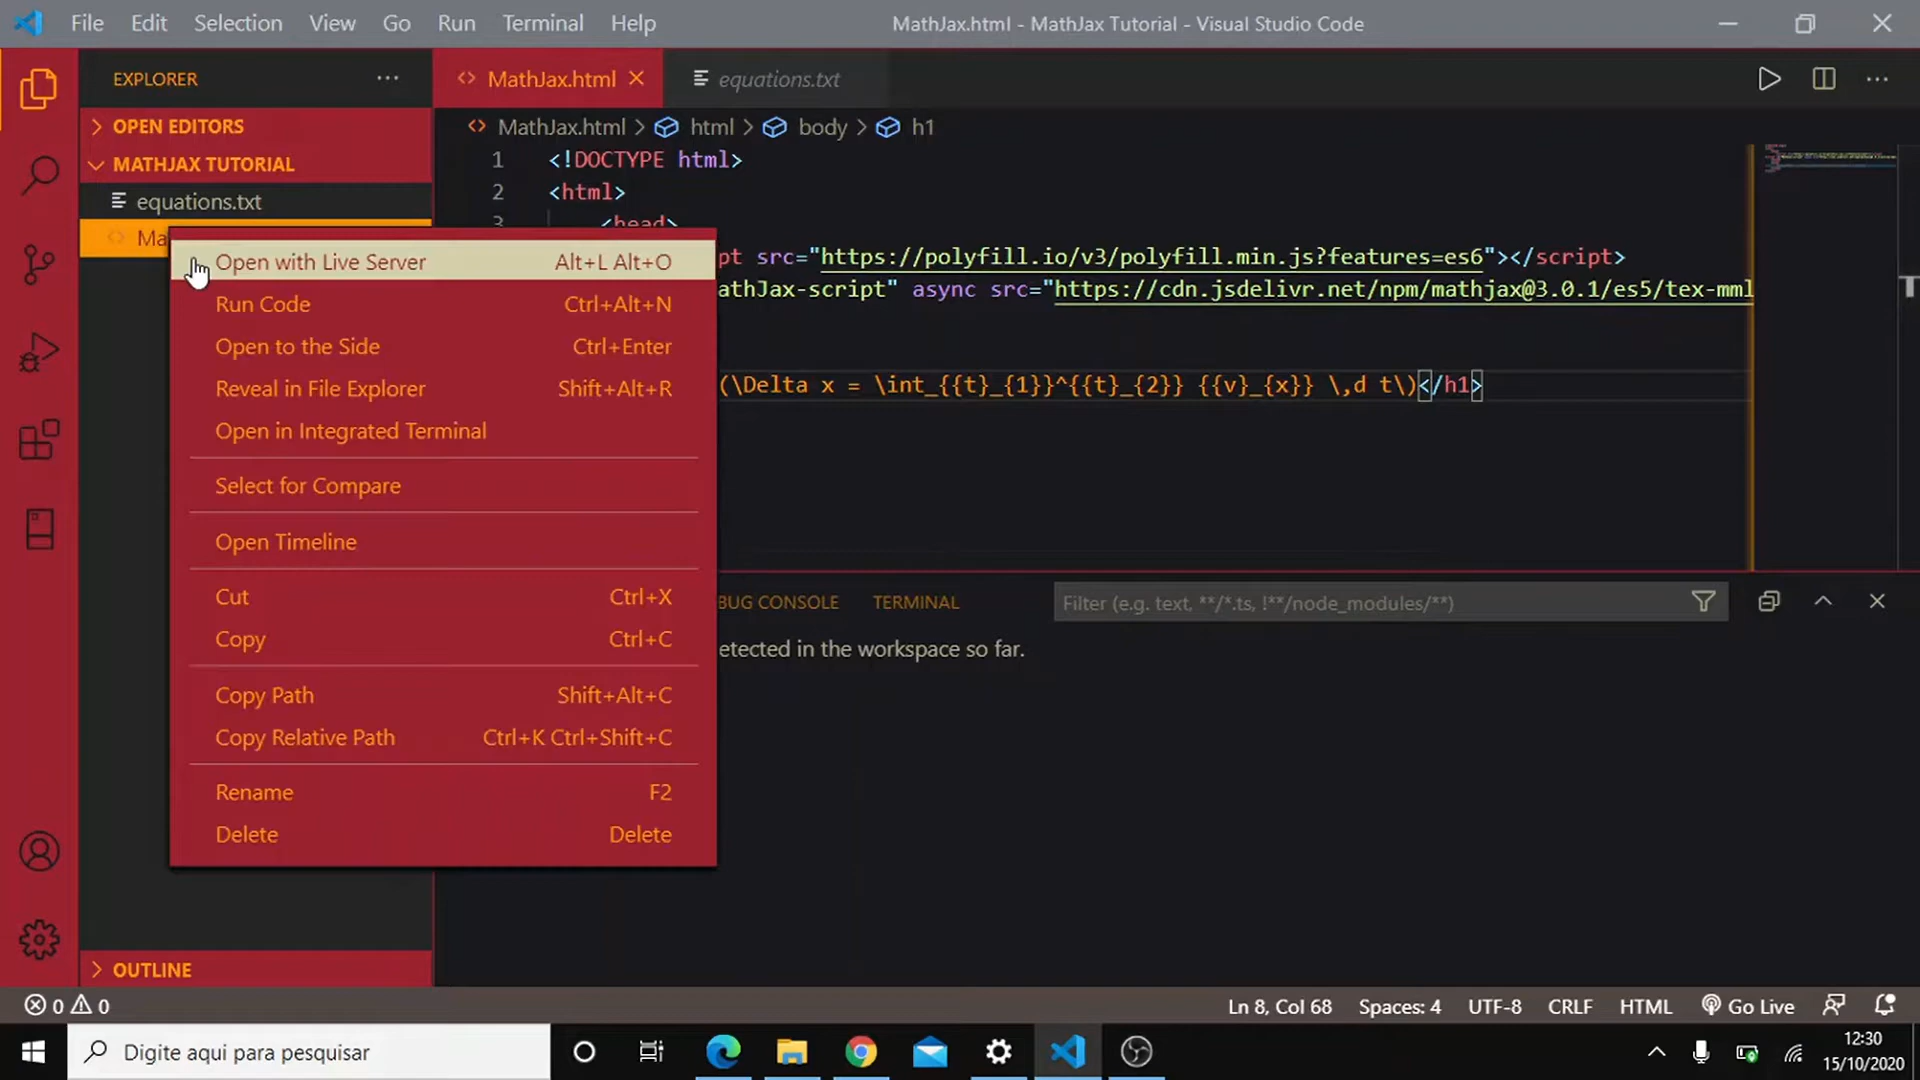 File Edit Selection View Go Run Terminal Help MathJax.html - MathJax Tutorial - Visual Studio Code
EXPLORER
MathJax.html
equations.txt
OPEN EDITORS
MATHJAX TUTORIAL
equations.txt
Ma
MathJax.html > html > body > h1
1 <!DOCTYPE html>
2 <html>
3 <head>
pt src="https://polyfill.io/v3/polyfill.min.js?features=es6"></script>
athJax-script" async src="https://cdn.jsdelivr.net/npm/mathjax@3.0.1/es5/tex-mml
(\Delta x = \int_{{t}_{1}}^{{t}_{2}} {{v}_{x}} \,d t\)</h1>
Open with Live Server Alt+L Alt+O
Run Code Ctrl+Alt+N
Open to the Side Ctrl+Enter
Reveal in File Explorer Shift+Alt+R
Open in Integrated Terminal
Select for Compare
Open Timeline
Cut Ctrl+X
Copy Ctrl+C
Copy Path Shift+Alt+C
Copy Relative Path Ctrl+K Ctrl+Shift+C
Rename F2
Delete Delete
BUG CONSOLE TERMINAL Filter (e.g. text, **/*.ts, !**/node_modules/**)
etected in the workspace so far.
OUTLINE
0 0 Ln 8, Col 68 Spaces: 4 UTF-8 CRLF HTML Go Live
Digite aqui para pesquisar
12:30
15/10/2020